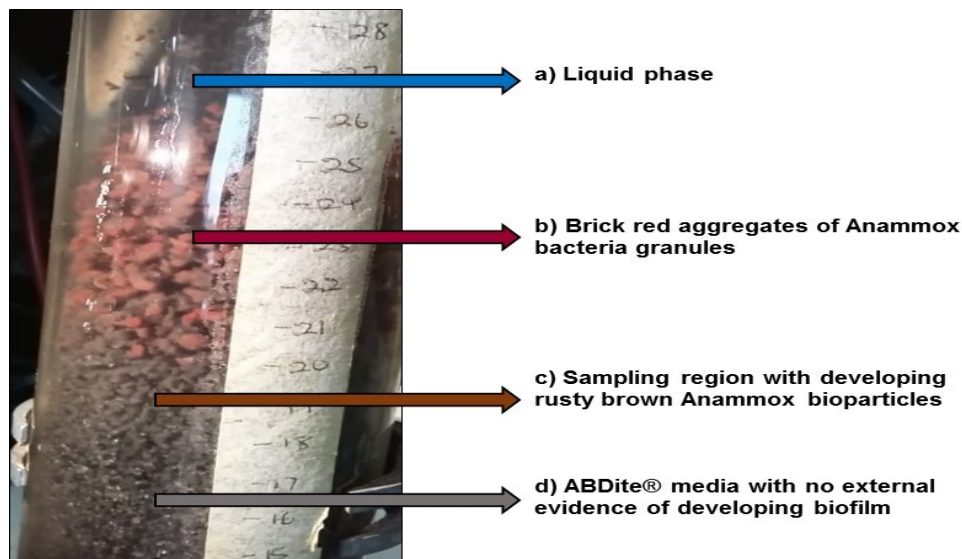 -28
-27
a) Liquid phase
-26
-25
-24
b) Brick red aggregates of Anammox
bacteria granules
-23
-22
-21
-20
c) Sampling region with developing
rusty brown Anammox bioparticles
-18
-17
d) ABDite® media with no external
evidence of developing biofilm
-16
-15